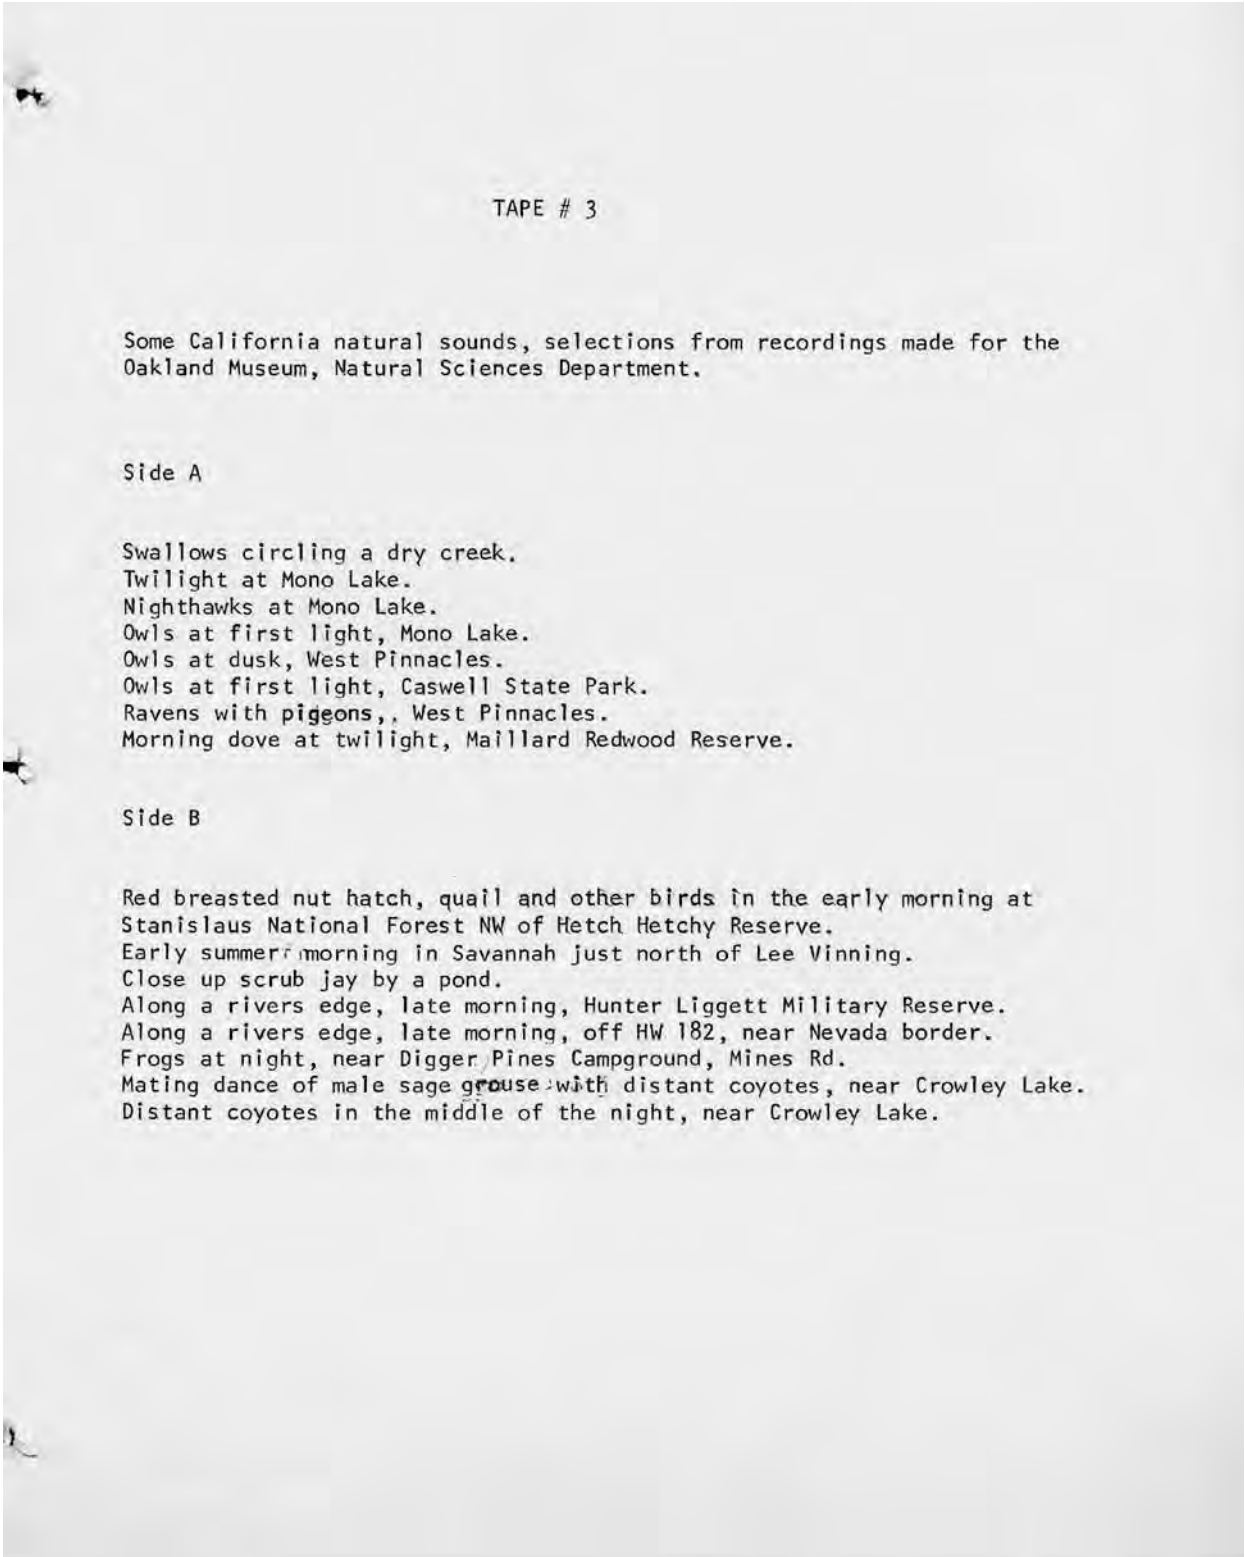 TAPE # 3
Some California natural sounds, selections from recordings made for the
Oakland Museum, Natural Sciences Department.
Side A
Swallows circling a dry creek.
Twilight at Mono Lake.
Nighthawks at Mono Lake.
Owls at first light, Mono Lake.
Owls at dusk, West Pinnacles.
Owls at first light, Caswell State Park.
Ravens with pigeons,, West Pinnacles.
Morning dove at twilight, Maillard Redwood Reserve.
Side B
Red breasted nut hatch, quail and other birds in the early morning at
Stanislaus National Forest NW of Hetch Hetchy Reserve.
Early summer morning in Savannah just north of Lee Vinning.
Close up scrub jay by a pond.
Along a rivers edge, late morning, Hunter Liggett Military Reserve.
Along a rivers edge, late morning, off HW 182, near Nevada border.
Frogs at night, near Digger Pines Campground, Mines Rd.
Mating dance of male sage grouse with distant coyotes, near Crowley Lake.
Distant coyotes in the middle of the night, near Crowley Lake.